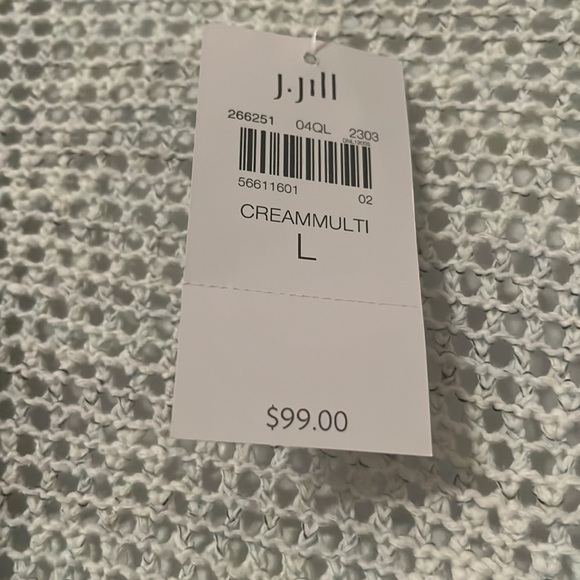 J.Jill
266251 04QL 2303
56611601 02
CREAMMULTI
L
$99.00